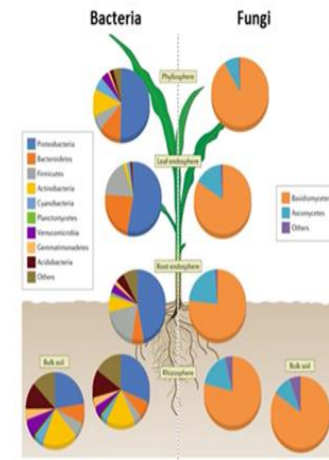 Bacteria
Fungi
Phyllosphere
Leaf endosphere
Proteobacteria
Bacteroidetes
Firmicutes
Actinobacteria
Cyanobacteria
Planctomycetes
Verrucomicrobia
Gemmatimonadetes
Acidobacteria
Others
Basidiomycetes
Ascomycetes
Others
Root endosphere
Bulk soil
Rhizosphere
Bulk soil